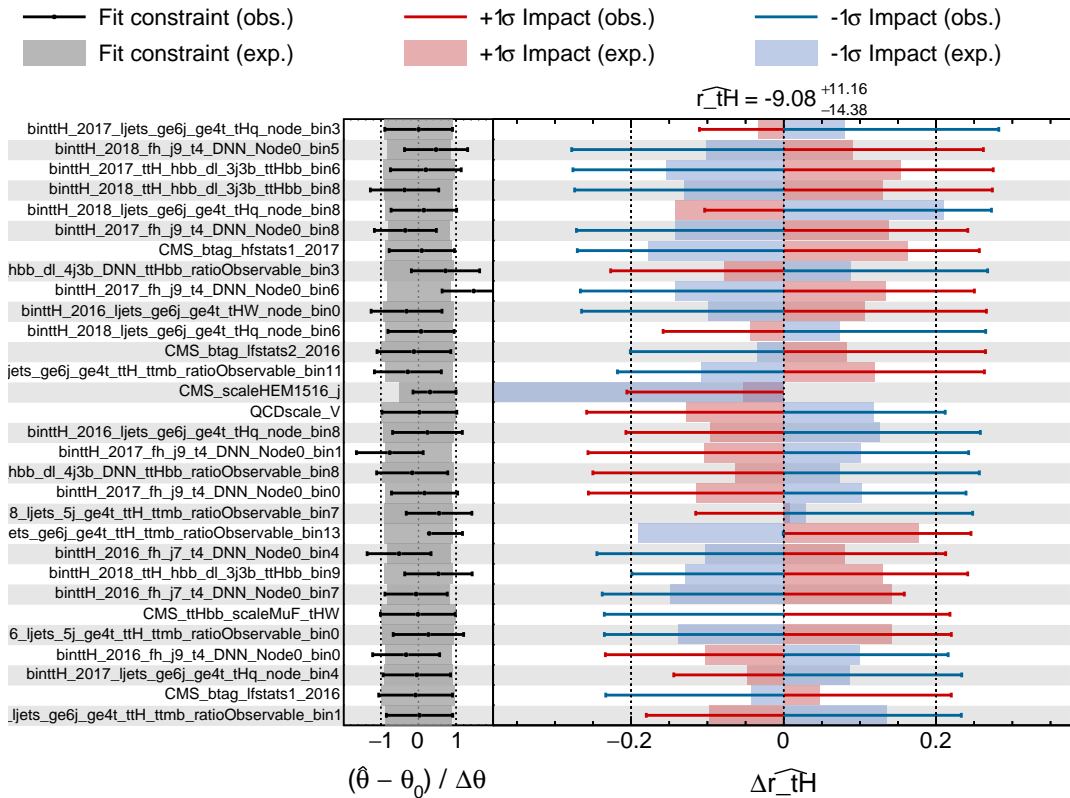 Fit constraint (obs.) +1σ Impact (obs.) -1σ Impact (obs.)
Fit constraint (exp.) +1σ Impact (exp.) -1σ Impact (exp.)
r_tH = -9.08 +11.16 −14.38
binttH_2017_ljets_ge6j_ge4t_tHq_node_bin3
binttH_2018_fh_j9_t4_DNN_Node0_bin5
binttH_2017_ttH_hbb_dl_3j3b_ttHbb_bin6
binttH_2018_ttH_hbb_dl_3j3b_ttHbb_bin8
binttH_2018_ljets_ge6j_ge4t_tHq_node_bin8
binttH_2017_fh_j9_t4_DNN_Node0_bin8
CMS_btag_hfstats1_2017
hbb_dl_4j3b_DNN_ttHbb_ratioObservable_bin3
binttH_2017_fh_j9_t4_DNN_Node0_bin6
binttH_2016_ljets_ge6j_ge4t_tHW_node_bin0
binttH_2018_ljets_ge6j_ge4t_tHq_node_bin6
CMS_btag_lfstats2_2016
jets_ge6j_ge4t_ttH_ttmb_ratioObservable_bin11
CMS_scaleHEM1516_j
QCDscale_V
binttH_2016_ljets_ge6j_ge4t_tHq_node_bin8
binttH_2017_fh_j9_t4_DNN_Node0_bin1
hbb_dl_4j3b_DNN_ttHbb_ratioObservable_bin8
binttH_2017_fh_j9_t4_DNN_Node0_bin0
8_ljets_5j_ge4t_ttH_ttmb_ratioObservable_bin7
ets_ge6j_ge4t_ttH_ttmb_ratioObservable_bin13
binttH_2016_fh_j7_t4_DNN_Node0_bin4
binttH_2018_ttH_hbb_dl_3j3b_ttHbb_bin9
binttH_2016_fh_j7_t4_DNN_Node0_bin7
CMS_ttHbb_scaleMuF_tHW
6_ljets_5j_ge4t_ttH_ttmb_ratioObservable_bin0
binttH_2016_fh_j9_t4_DNN_Node0_bin0
binttH_2017_ljets_ge6j_ge4t_tHq_node_bin4
CMS_btag_lfstats1_2016
_ljets_ge6j_ge4t_ttH_ttmb_ratioObservable_bin1
−1 0 1 −0.2 0 0.2
(θ̂ − θ₀) / Δθ Δr_tH